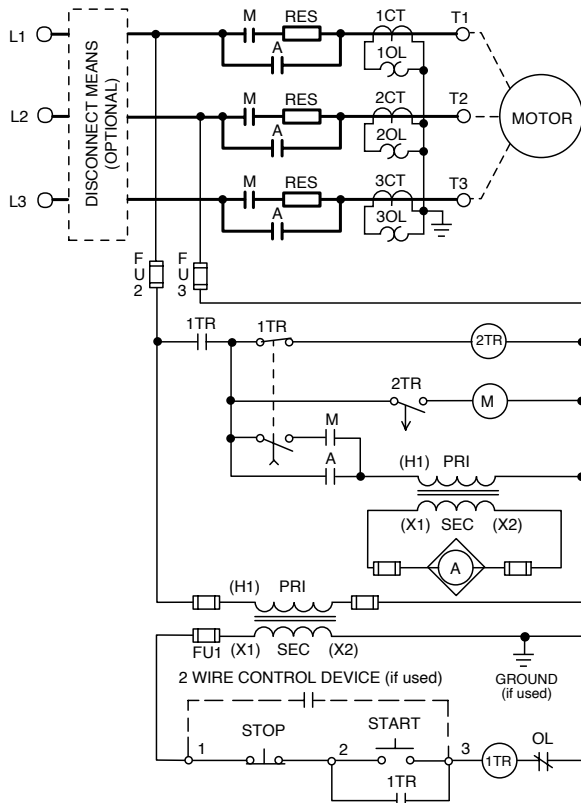 M RES 1CT T1
L1
A 1OL
M RES 2CT T2
L2
DISCONNECT MEANS
(OPTIONAL)
MOTOR
A 2OL
M RES 3CT T3
L3
A 3OL
FU2
FU3
1TR 1TR 2TR
2TR M
M
A (H1) PRI
(X1) SEC (X2)
A
(H1) PRI
FU1 (X1) SEC (X2)
GROUND
(if used)
2 WIRE CONTROL DEVICE (if used)
STOP START
1 2 3 1TR OL
1TR